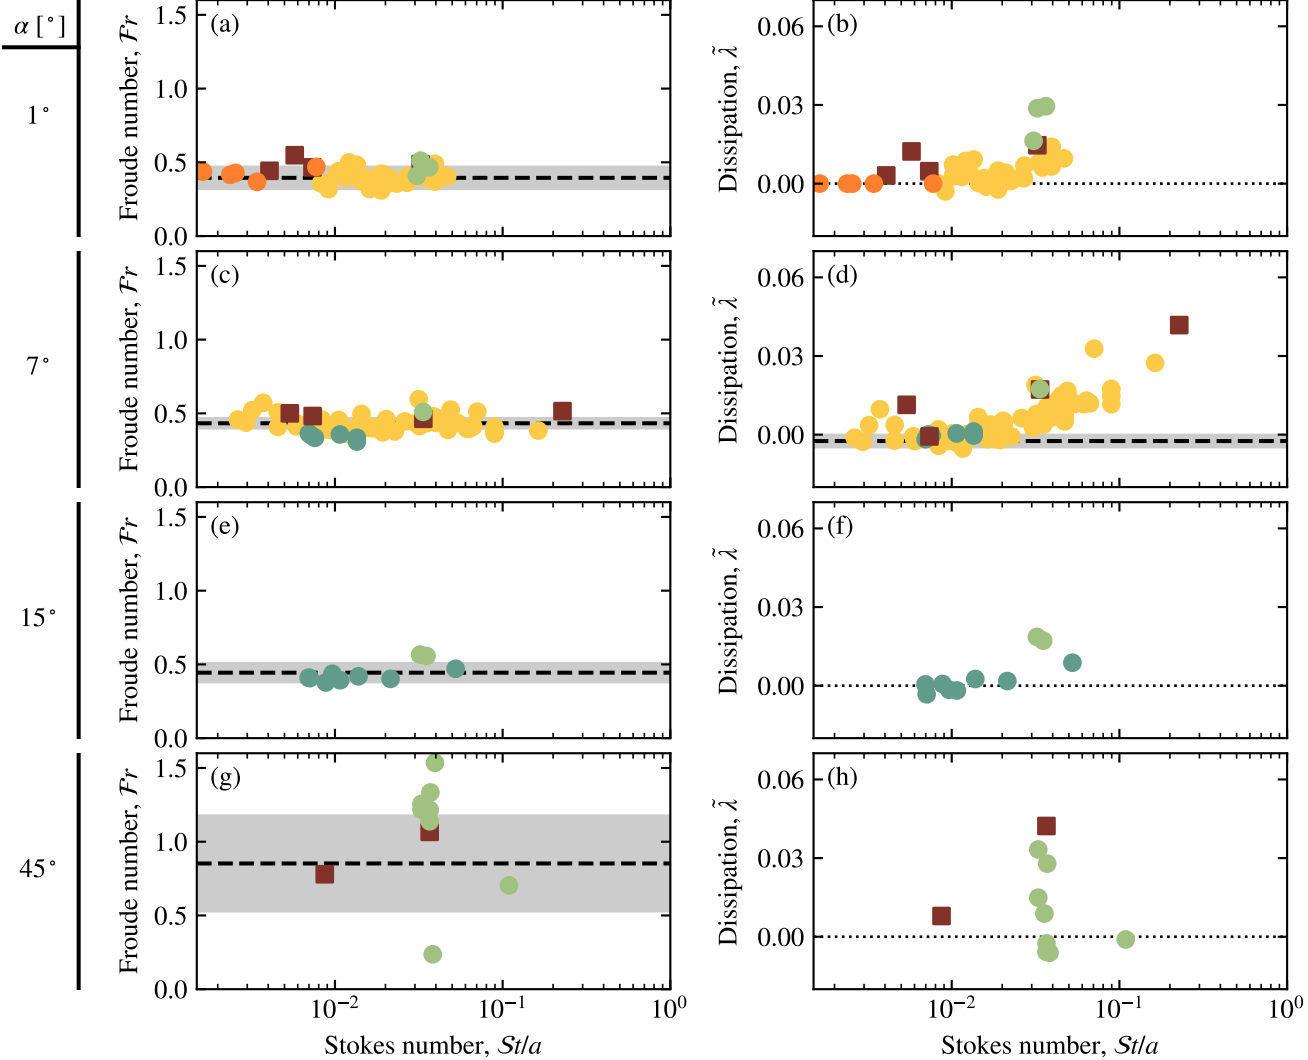 α [°]
1°
7°
15°
45°
(a)
Froude number, Fr
1.5
1.0
0.5
0.0
(b)
Dissipation, λ̃
0.06
0.03
0.00
(c)
Froude number, Fr
1.5
1.0
0.5
0.0
(d)
Dissipation, λ̃
0.06
0.03
0.00
(e)
Froude number, Fr
1.5
1.0
0.5
0.0
(f)
Dissipation, λ̃
0.06
0.03
0.00
(g)
Froude number, Fr
1.5
1.0
0.5
0.0
10⁻² 10⁻¹ 10⁰
Stokes number, St/a
(h)
Dissipation, λ̃
0.06
0.03
0.00
10⁻² 10⁻¹ 10⁰
Stokes number, St/a